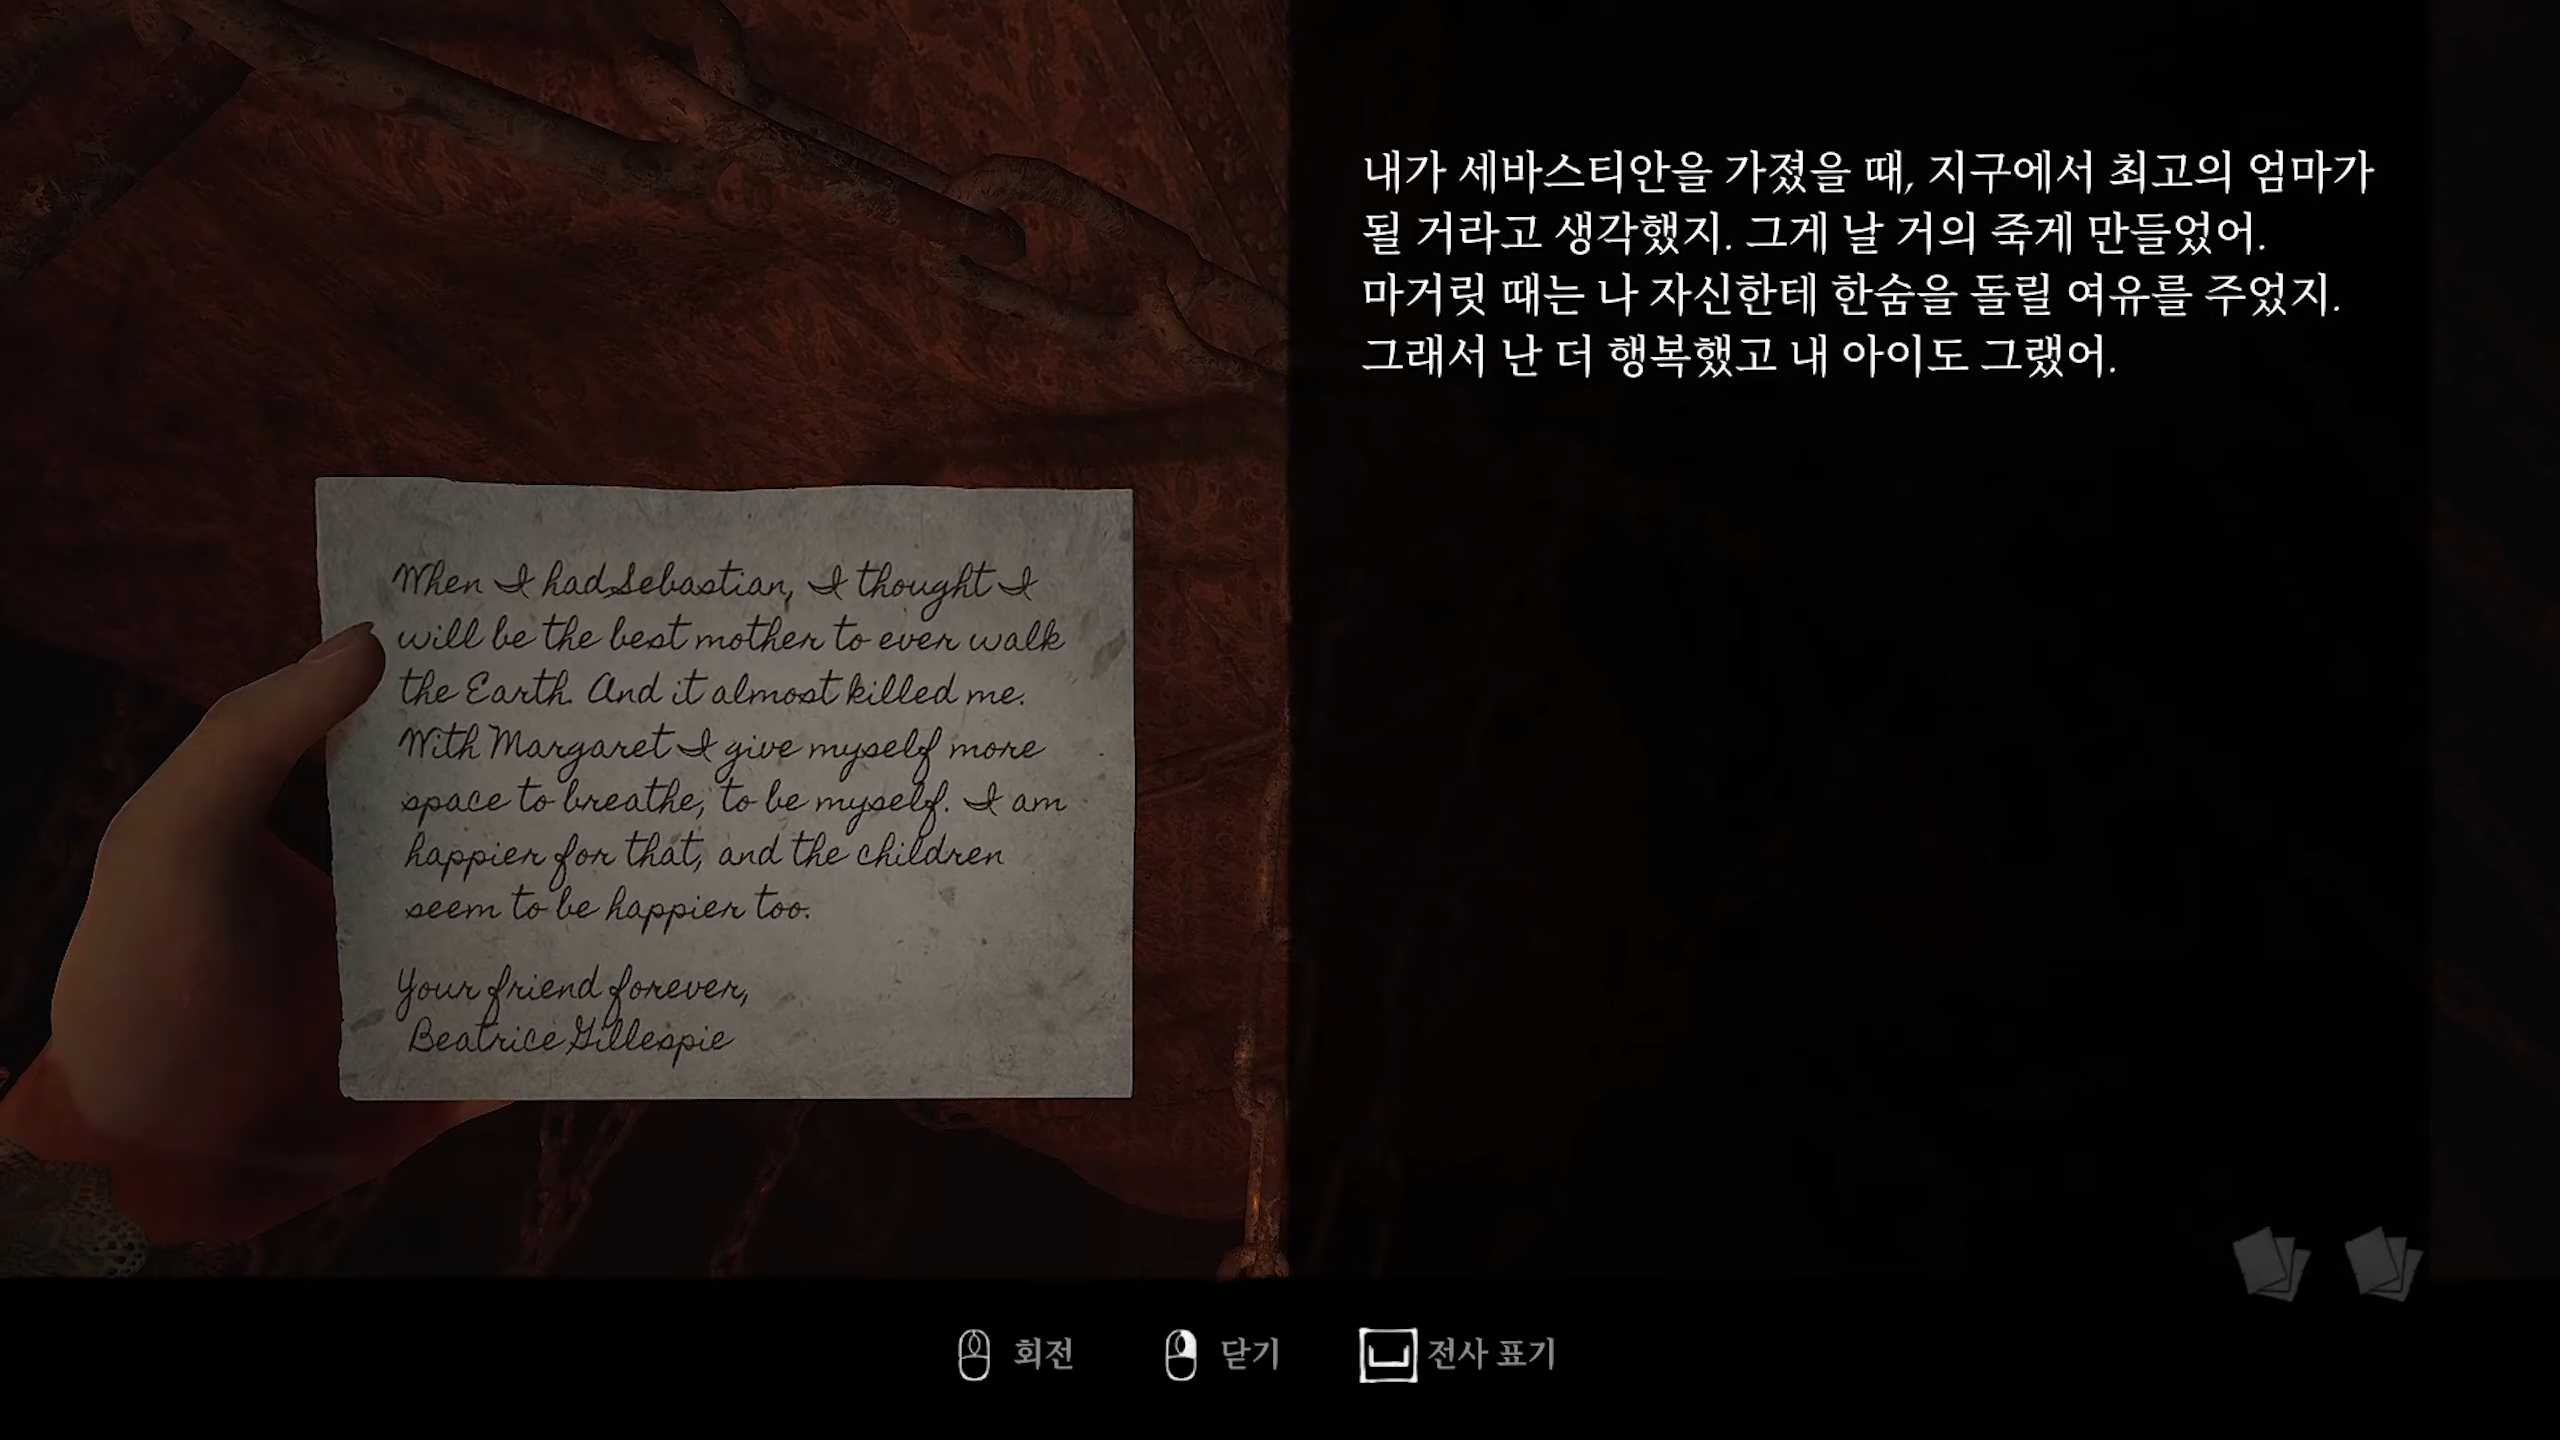 When I had Sebastian, I thought I
will be the best mother to ever walk
the Earth. And it almost killed me.
With Margaret I give myself more
space to breathe, to be myself. I am
happier for that, and the children
seem to be happier too.
Your friend forever,
Beatrice Gillespie
내가 세바스티안을 가졌을 때, 지구에서 최고의 엄마가
될 거라고 생각했지. 그게 날 거의 죽게 만들었어.
마거릿 때는 나 자신한테 한숨을 돌릴 여유를 주었지.
그래서 난 더 행복했고 내 아이도 그랬어.
회전 닫기 전사 표기